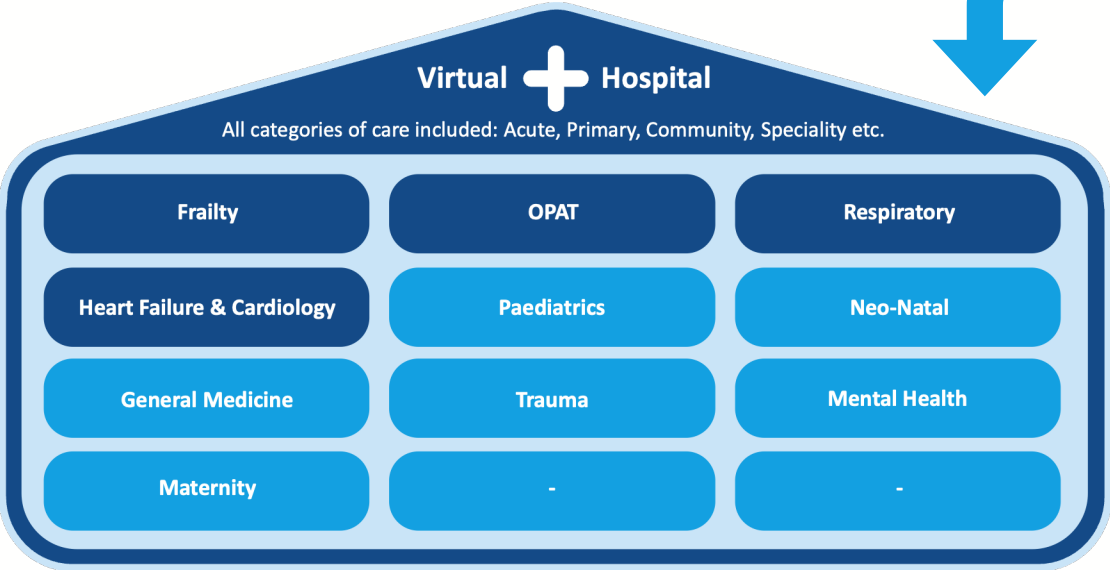 Virtual Hospital
All categories of care included: Acute, Primary, Community, Speciality etc.
Frailty
OPAT
Respiratory
Heart Failure & Cardiology
Paediatrics
Neo-Natal
General Medicine
Trauma
Mental Health
Maternity
-
-